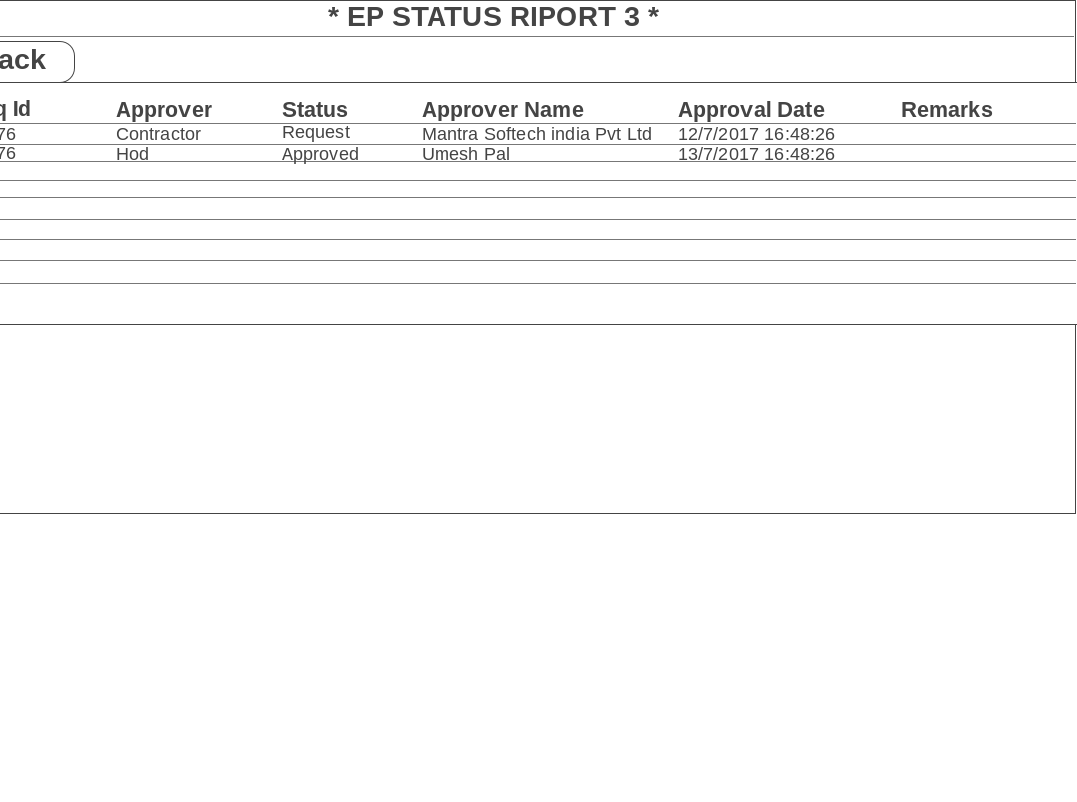 * EP STATUS RIPORT 3 *
ack
q Id Approver Status Approver Name Approval Date Remarks
76 Contractor Request Mantra Softech india Pvt Ltd 12/7/2017 16:48:26
76 Hod Approved Umesh Pal 13/7/2017 16:48:26